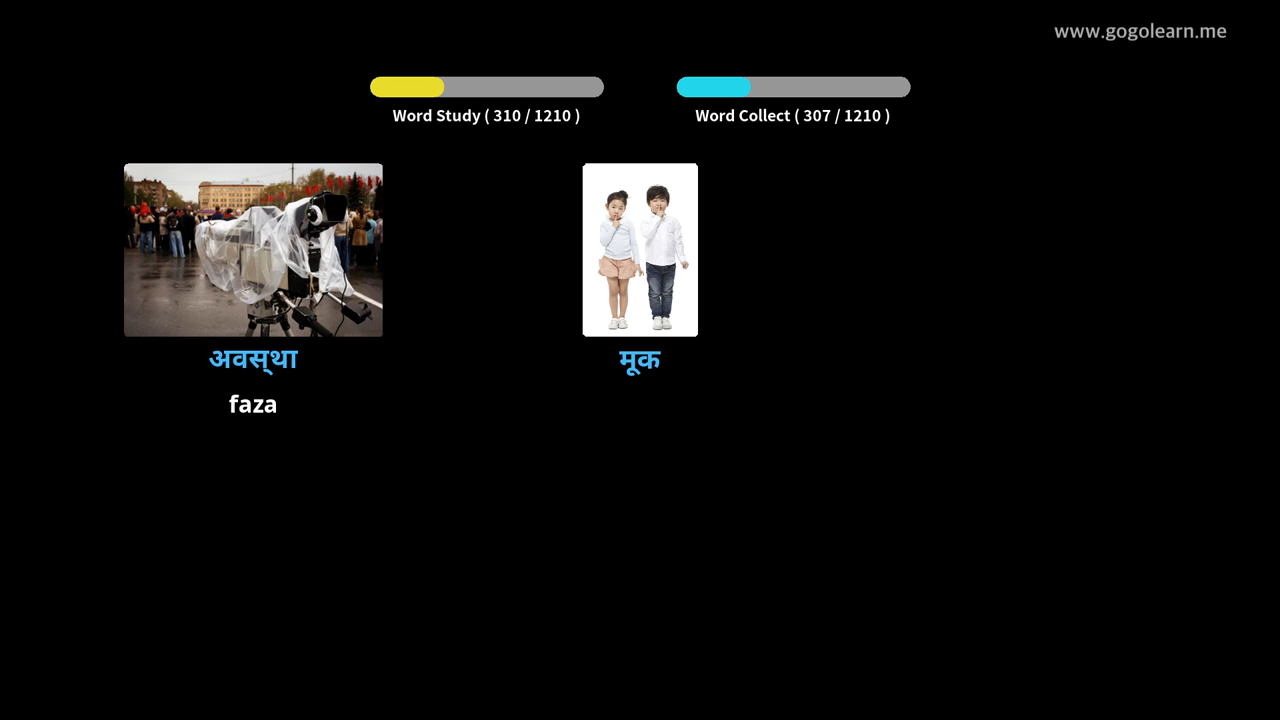 www.gogolearn.me
Word Study ( 310 / 1210 )
Word Collect ( 307 / 1210 )
अवस्‌था
मूक
faza